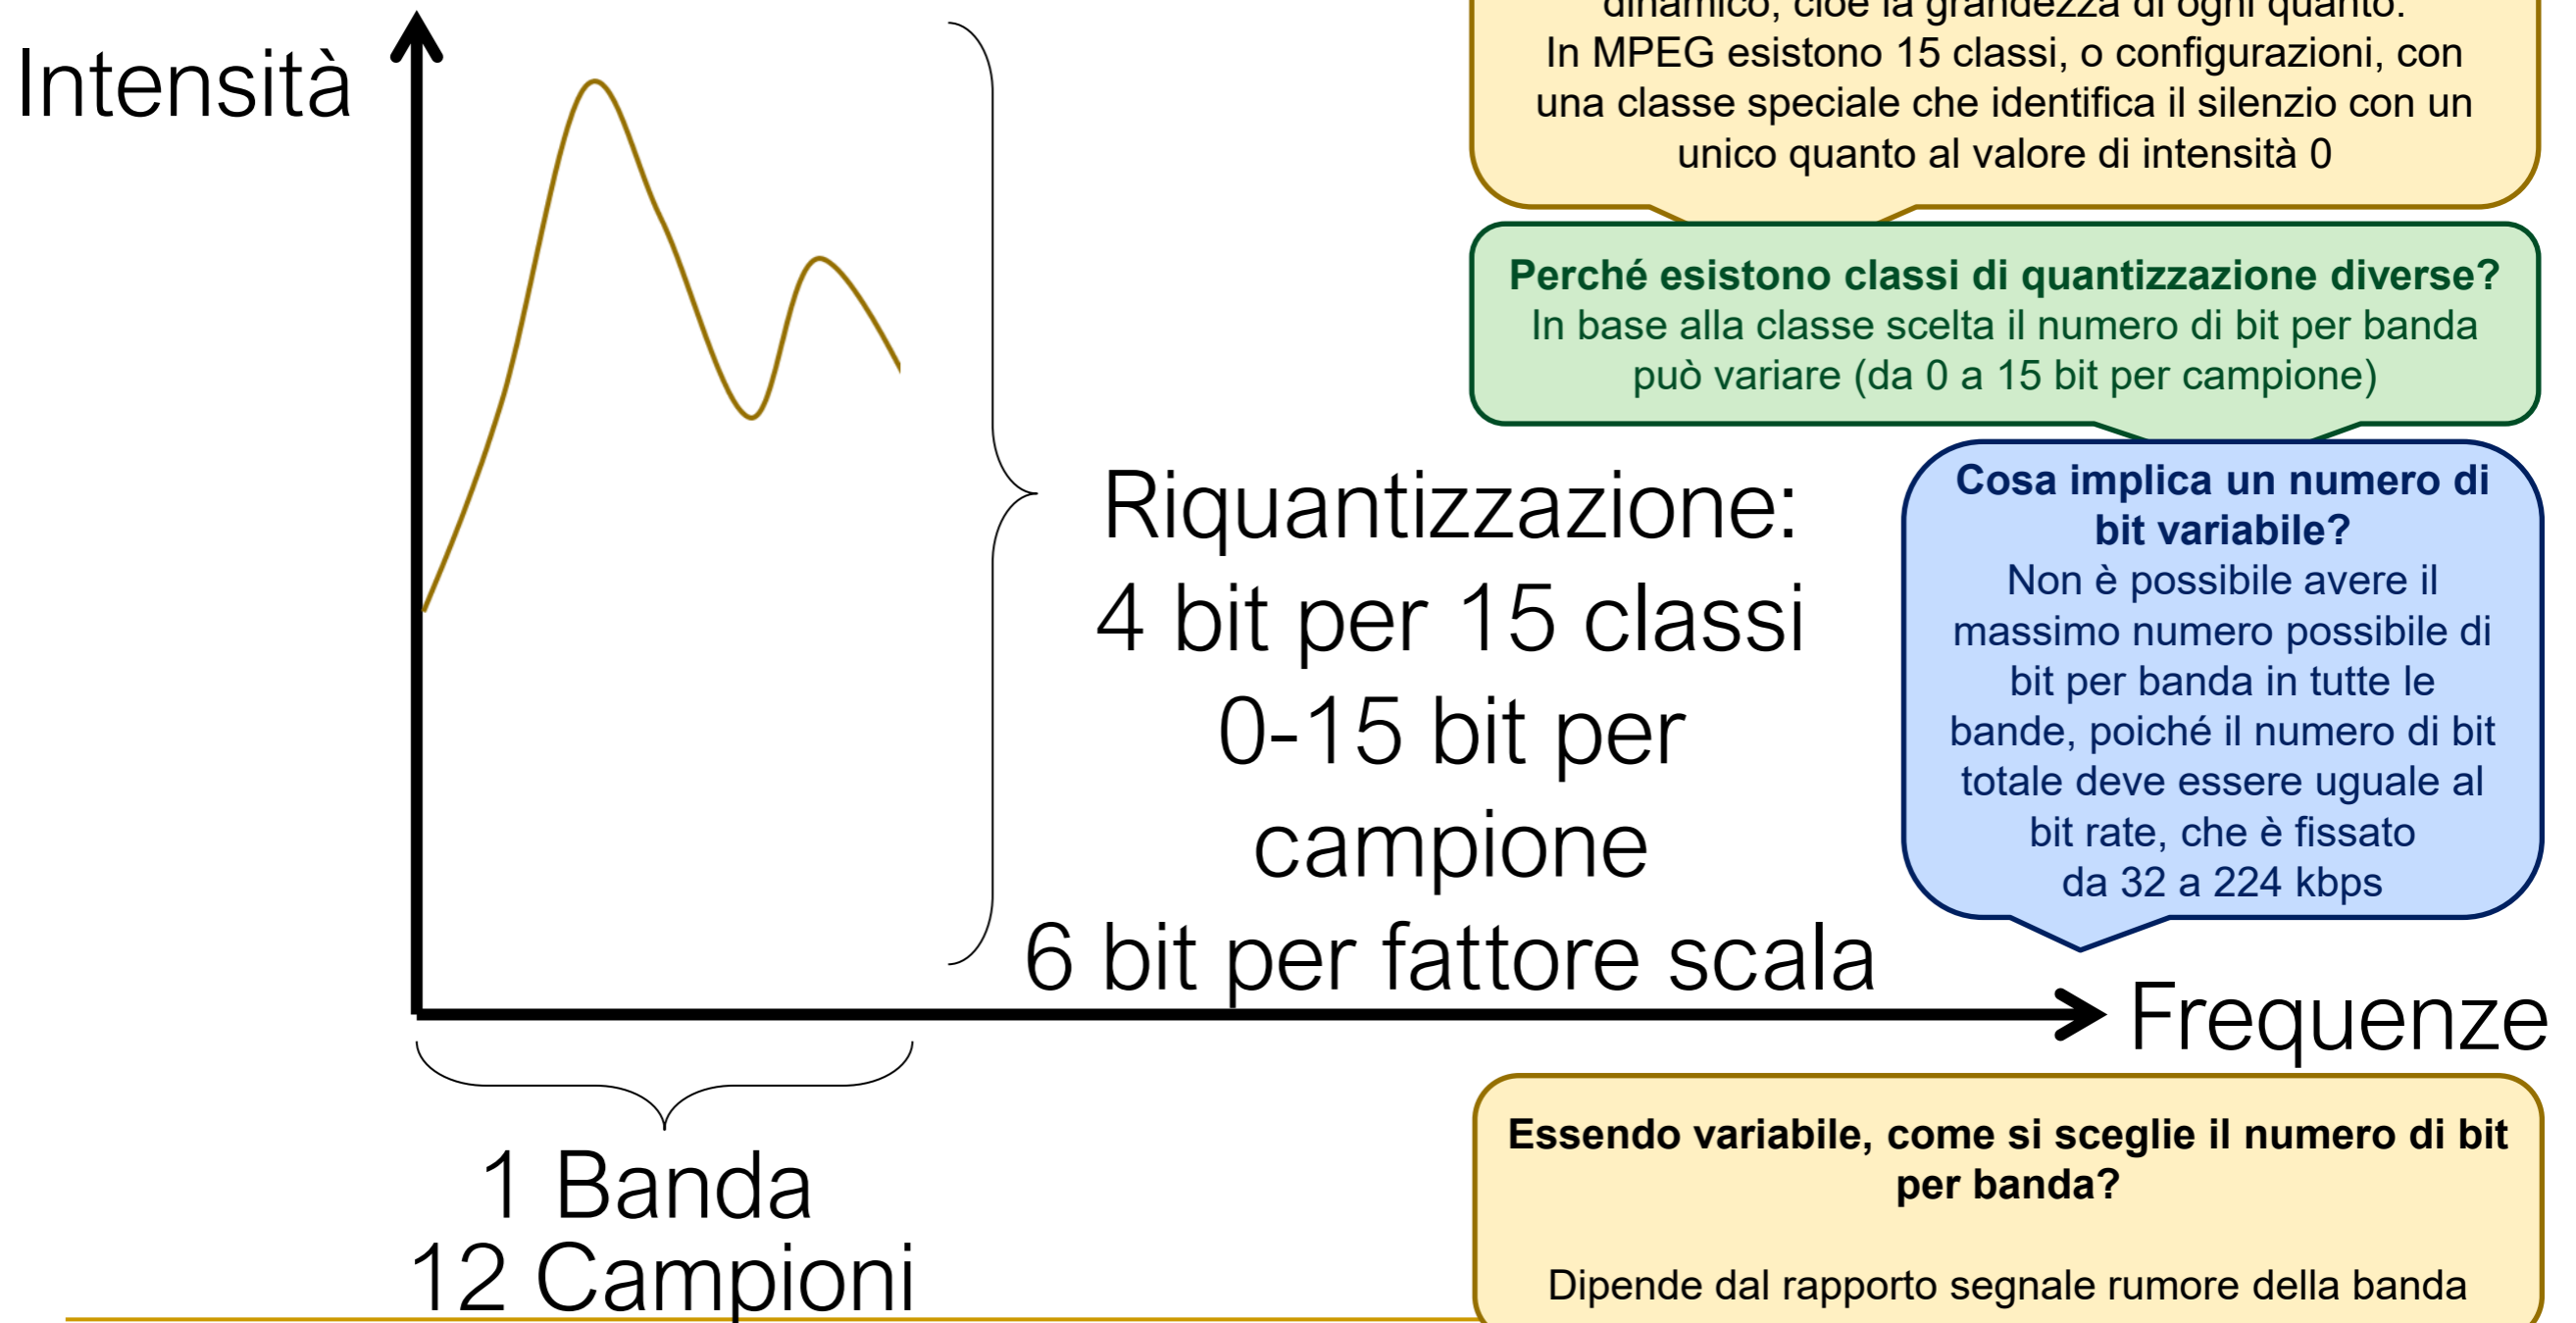 Intensità
dinamico, cioè la grandezza di ogni quanto.
In MPEG esistono 15 classi, o configurazioni, con
una classe speciale che identifica il silenzio con un
unico quanto al valore di intensità 0
Perché esistono classi di quantizzazione diverse?
In base alla classe scelta il numero di bit per banda
può variare (da 0 a 15 bit per campione)
Riquantizzazione:
4 bit per 15 classi
0-15 bit per
campione
6 bit per fattore scala
Cosa implica un numero di
bit variabile?
Non è possibile avere il
massimo numero possibile di
bit per banda in tutte le
bande, poiché il numero di bit
totale deve essere uguale al
bit rate, che è fissato
da 32 a 224 kbps
Frequenze
1 Banda
12 Campioni
Essendo variabile, come si sceglie il numero di bit
per banda?
Dipende dal rapporto segnale rumore della banda